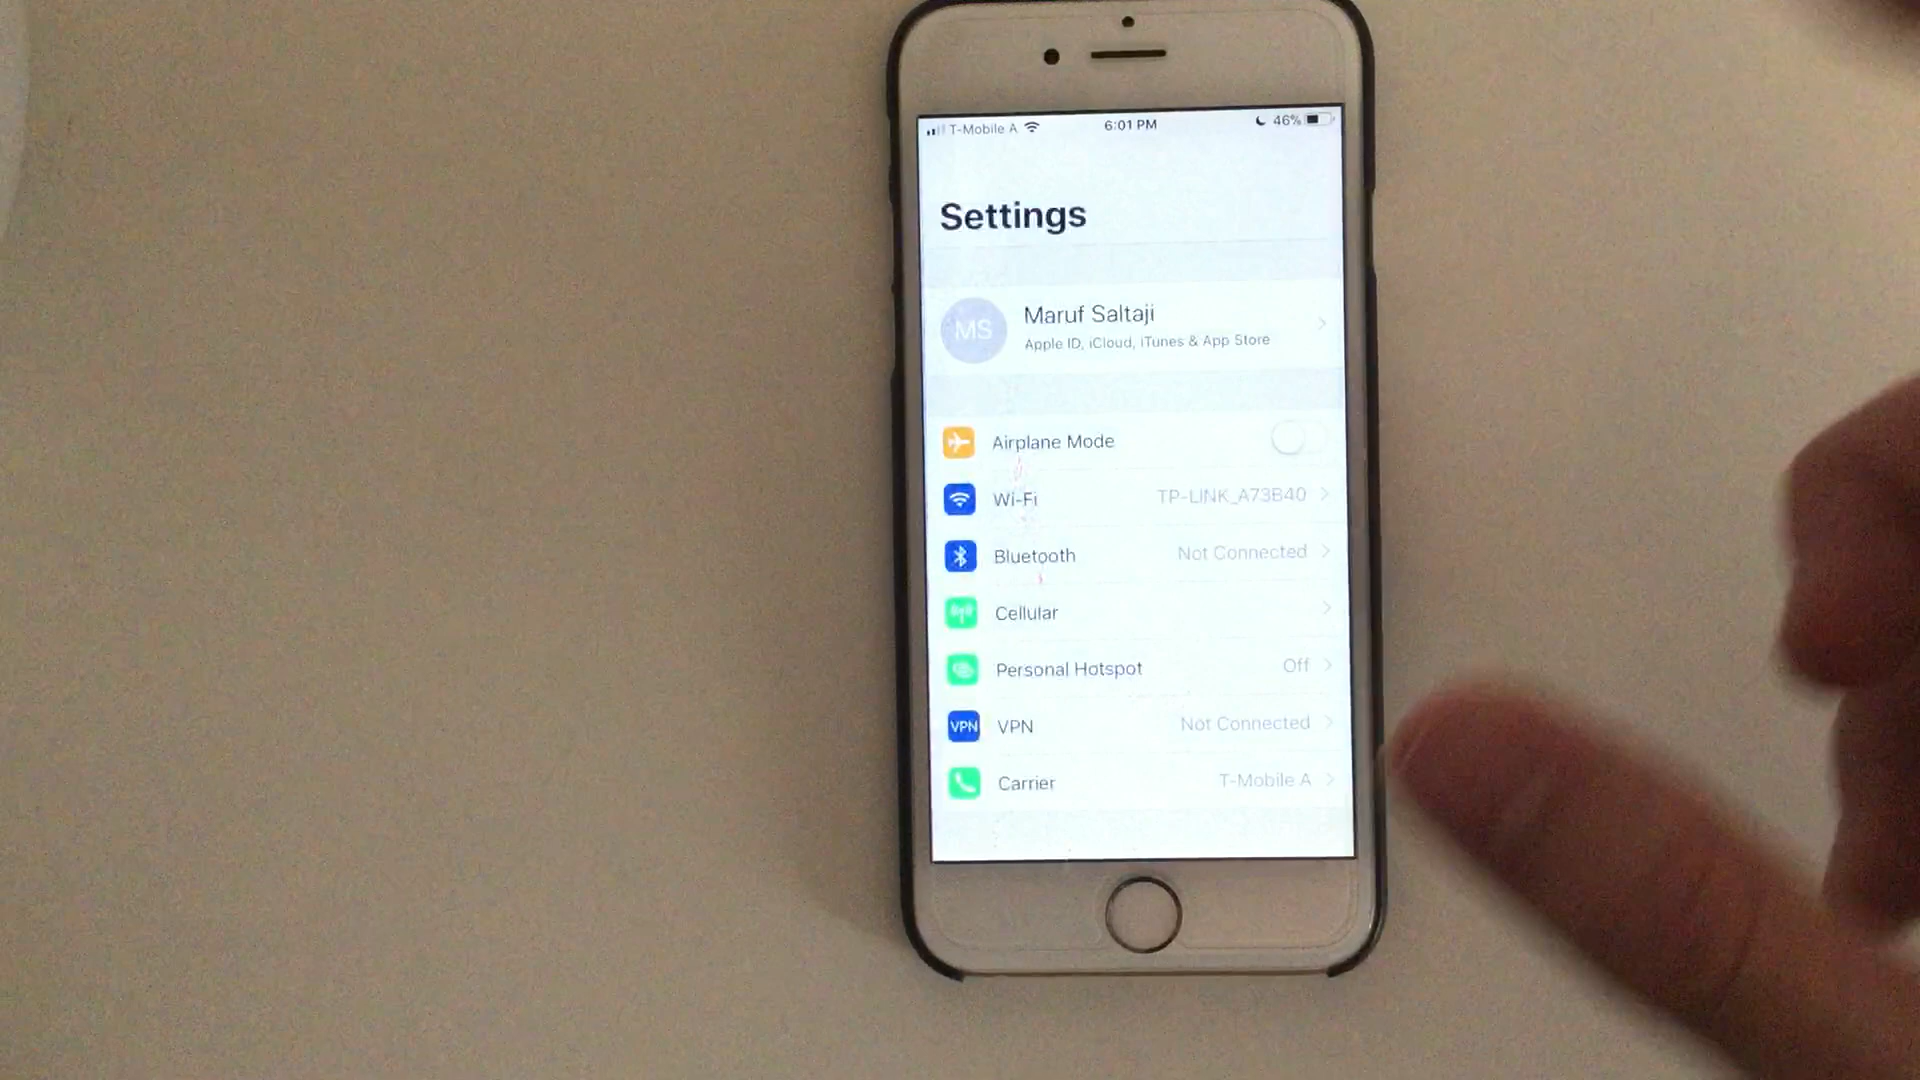 T-Mobile A 6:01 PM 46%
Settings
MS
Maruf Saltaji
Apple ID, iCloud, iTunes & App Store
Airplane Mode
Wi-Fi TP-LINK_A73B40
Bluetooth Not Connected
Cellular
Personal Hotspot Off
VPN VPN Not Connected
Carrier T-Mobile A